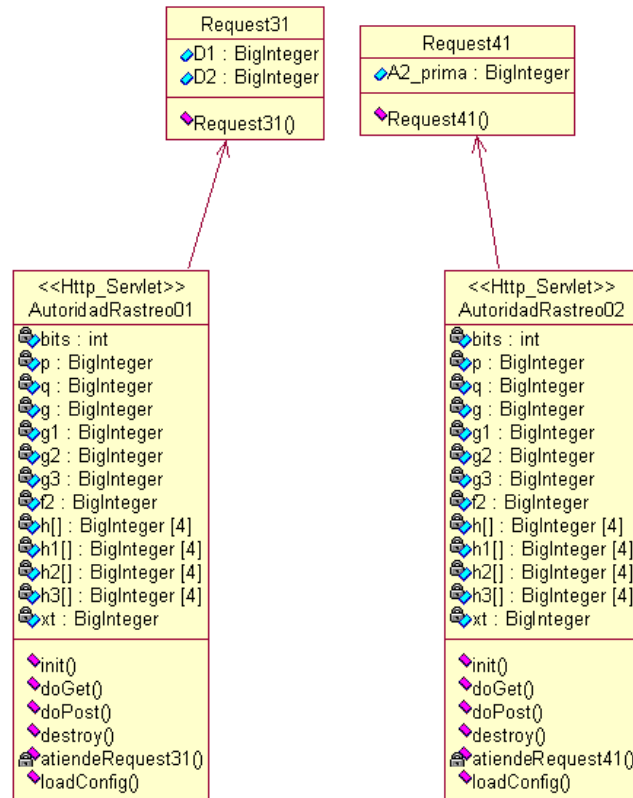 Request31
D1 : BigInteger
D2 : BigInteger
Request31()
Request41
A2_prima : BigInteger
Request41()
<<Http_Servlet>>
AutoridadRastreo01
bits : int
p : BigInteger
q : BigInteger
g : BigInteger
g1 : BigInteger
g2 : BigInteger
g3 : BigInteger
f2 : BigInteger
h[] : BigInteger [4]
h1[] : BigInteger [4]
h2[] : BigInteger [4]
h3[] : BigInteger [4]
xt : BigInteger
init()
doGet()
doPost()
destroy()
atiendeRequest31()
loadConfig()
<<Http_Servlet>>
AutoridadRastreo02
bits : int
p : BigInteger
q : BigInteger
g : BigInteger
g1 : BigInteger
g2 : BigInteger
g3 : BigInteger
f2 : BigInteger
h[] : BigInteger [4]
h1[] : BigInteger [4]
h2[] : BigInteger [4]
h3[] : BigInteger [4]
xt : BigInteger
init()
doGet()
doPost()
destroy()
atiendeRequest41()
loadConfig()